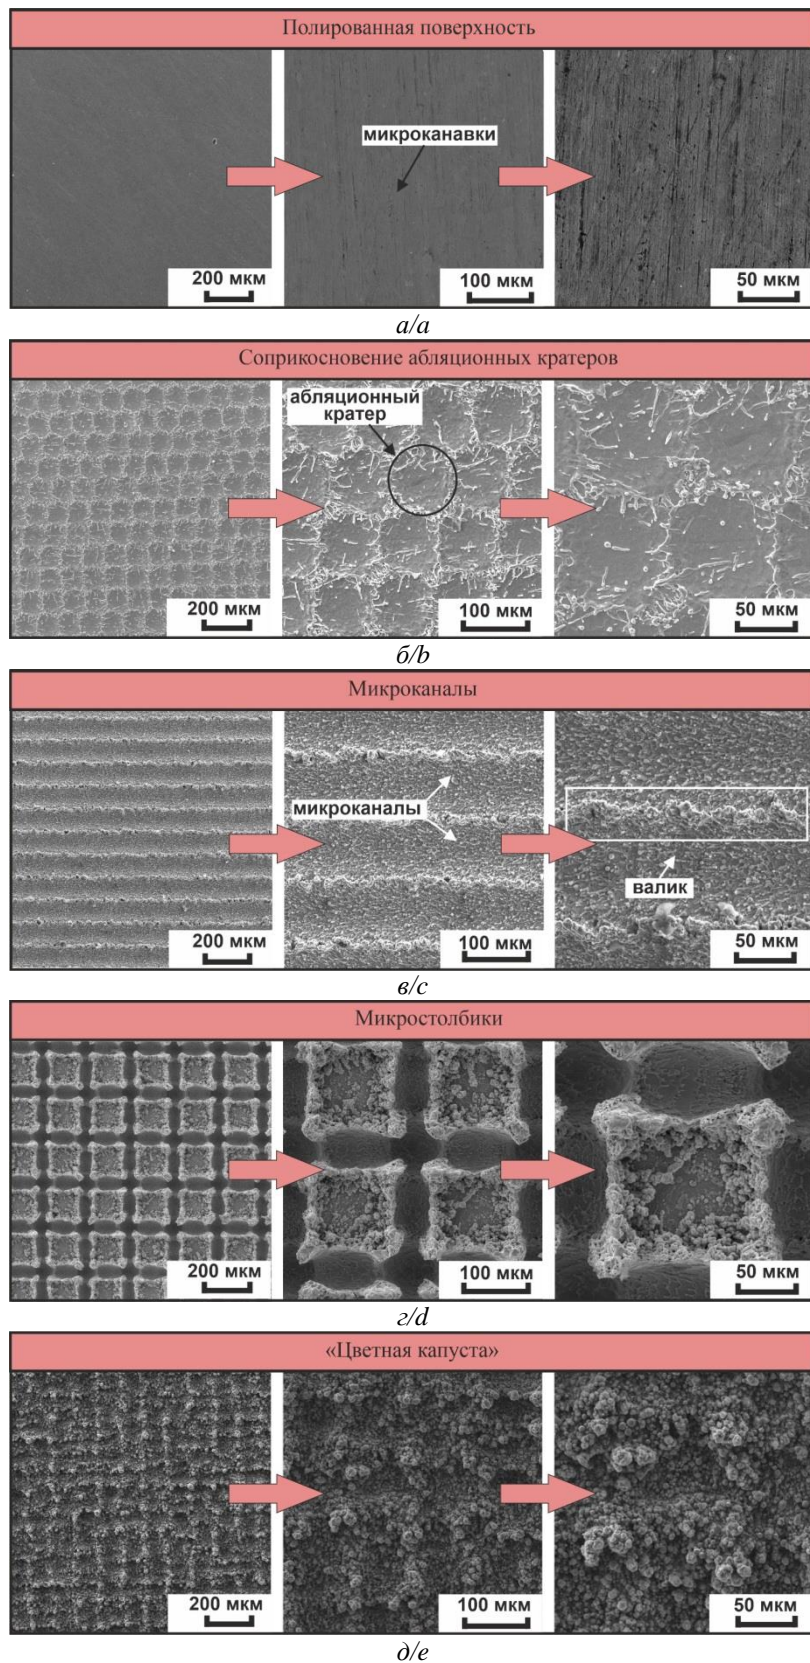 Полированная поверхность
микроканавки
200 мкм
100 мкм
50 мкм
а/a
Соприкосновение абляционных кратеров
абляционный
кратер
200 мкм
100 мкм
50 мкм
б/b
Микроканалы
микроканалы
валик
200 мкм
100 мкм
50 мкм
в/c
Микростолбики
200 мкм
100 мкм
50 мкм
г/d
«Цветная капуста»
200 мкм
100 мкм
50 мкм
д/e